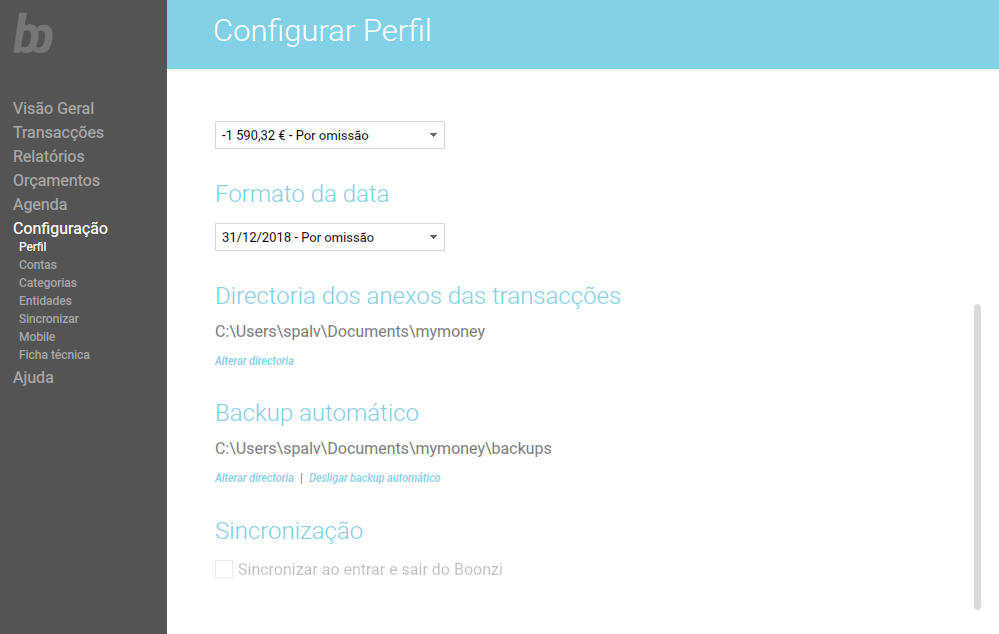 bo
Configurar Perfil
Visão Geral
Transacções
Relatórios
Orçamentos
Agenda
Configuração
Perfil
Contas
Categorias
Entidades
Sincronizar
Mobile
Ficha técnica
Ajuda
-1 590,32 € - Por omissão
Formato da data
31/12/2018 - Por omissão
Directoria dos anexos das transacções
C:\Users\spalv\Documents\mymoney
Alterar directoria
Backup automático
C:\Users\spalv\Documents\mymoney\backups
Alterar directoria | Desligar backup automático
Sincronização
Sincronizar ao entrar e sair do Boonzi